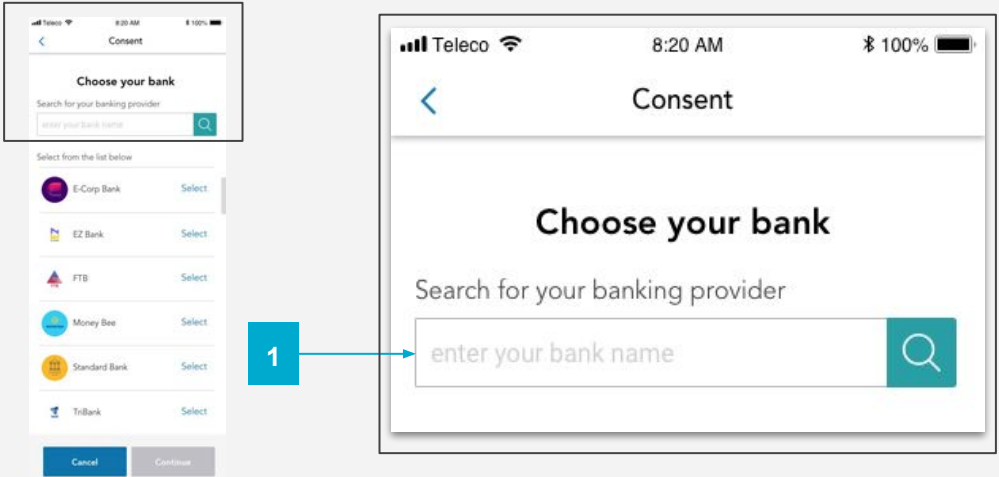 Teleco 8:20 AM 100%
Consent
Choose your bank
Search for your banking provider
enter your bank name
Select from the list below
E-Corp Bank Select
EZ Bank Select
FTB Select
Money Bee Select
Standard Bank Select
TriBank Select
Cancel Continue
1
Teleco 8:20 AM 100%
Consent
Choose your bank
Search for your banking provider
enter your bank name